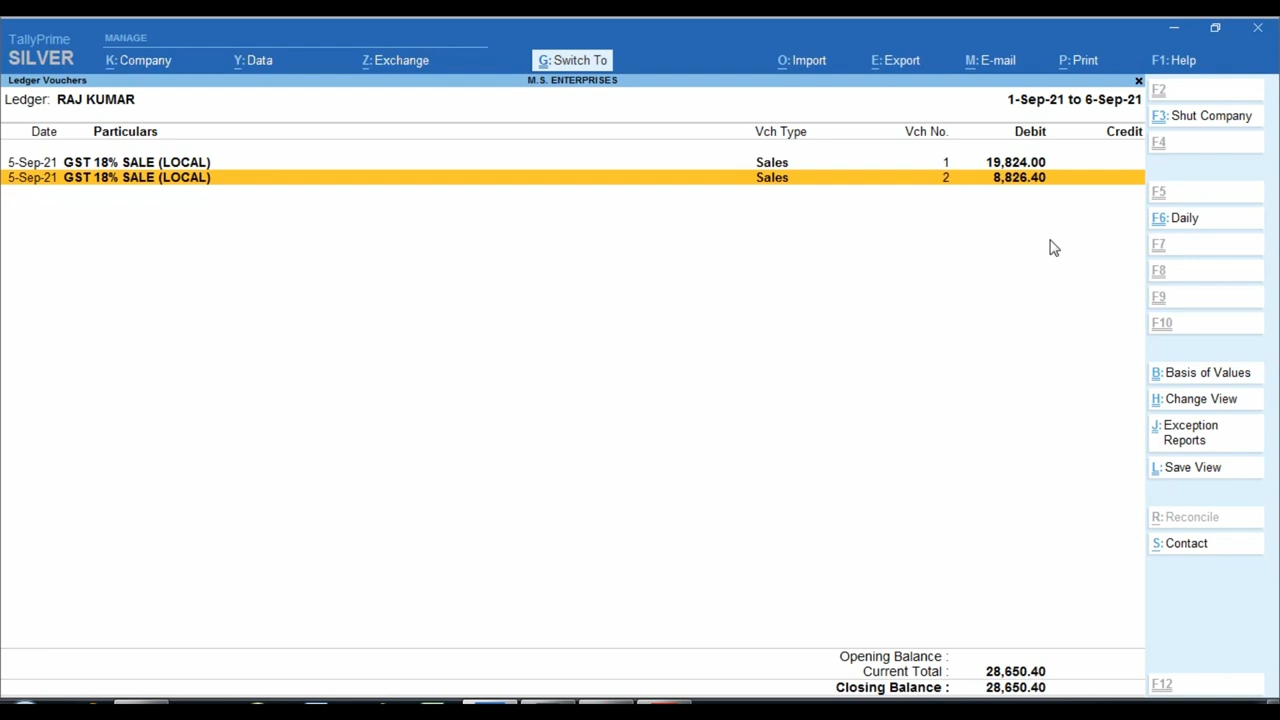 TallyPrime MANAGE
SILVER K: Company Y: Data Z: Exchange G: Switch To O: Import E: Export M: E-mail P: Print F1: Help
Ledger Vouchers M.S. ENTERPRISES x
Ledger: RAJ KUMAR 1-Sep-21 to 6-Sep-21
Date Particulars Vch Type Vch No. Debit Credit
5-Sep-21 GST 18% SALE (LOCAL) Sales 1 19,824.00
5-Sep-21 GST 18% SALE (LOCAL) Sales 2 8,826.40
Opening Balance :
Current Total : 28,650.40
Closing Balance : 28,650.40
F2
F3: Shut Company
F4
F5
F6: Daily
F7
F8
F9
F10
B: Basis of Values
H: Change View
J: Exception
Reports
L: Save View
R: Reconcile
S: Contact
F12